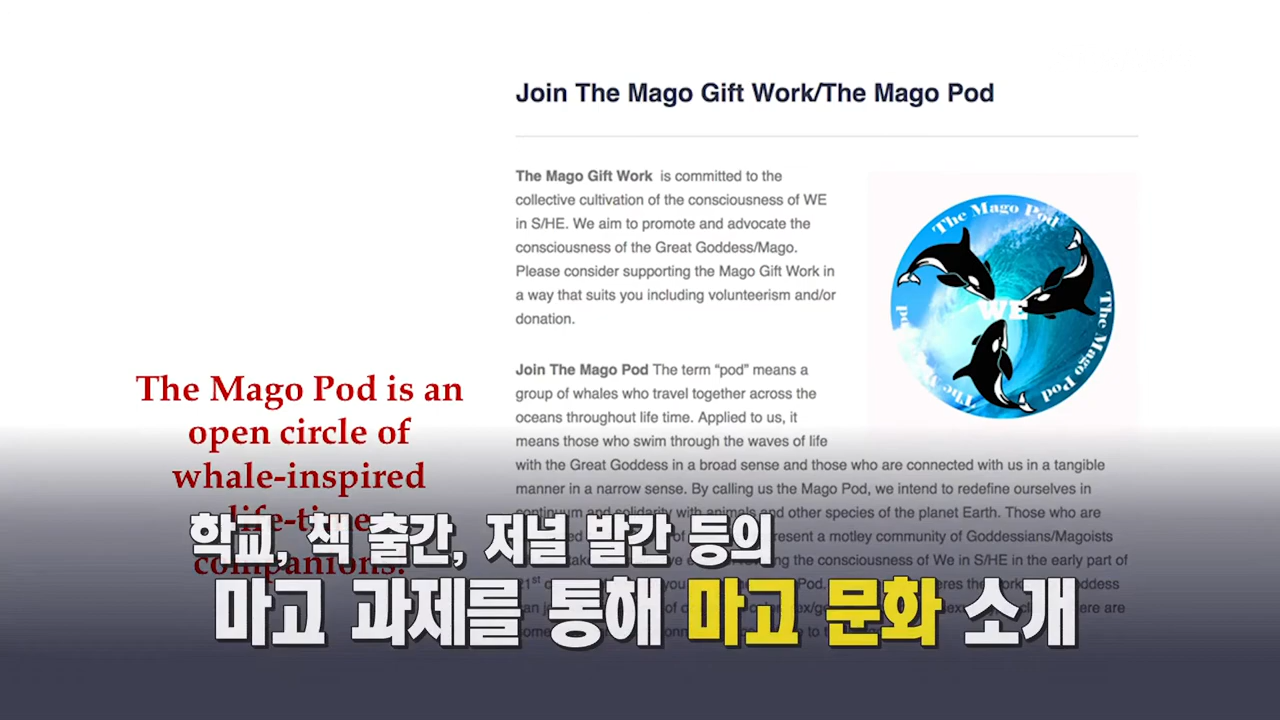 Join The Mago Gift Work/The Mago Pod
The Mago Gift Work is committed to the
collective cultivation of the consciousness of WE
in S/HE. We aim to promote and advocate the
consciousness of the Great Goddess/Mago.
Please consider supporting the Mago Gift Work in
a way that suits you including volunteerism and/or
donation.
The Mago Pod
The Mago Pod
WE
Join The Mago Pod The term “pod” means a
group of whales who travel together across the
oceans throughout life time. Applied to us, it
means those who swim through the waves of life
with the Great Goddess in a broad sense and those who are connected with us in a tangible
manner in a narrow sense. By calling us the Mago Pod, we intend to redefine ourselves in
continuum and solidarity with animals and other species of the planet Earth. Those who are
a motley community of Goddessians/Magoists
the consciousness of We in S/HE in the early part of
The Mago Pod is an
open circle of
whale-inspired
life-time
companions.
학교, 책 출간, 저널 발간 등의
마고 과제를 통해 마고 문화 소개